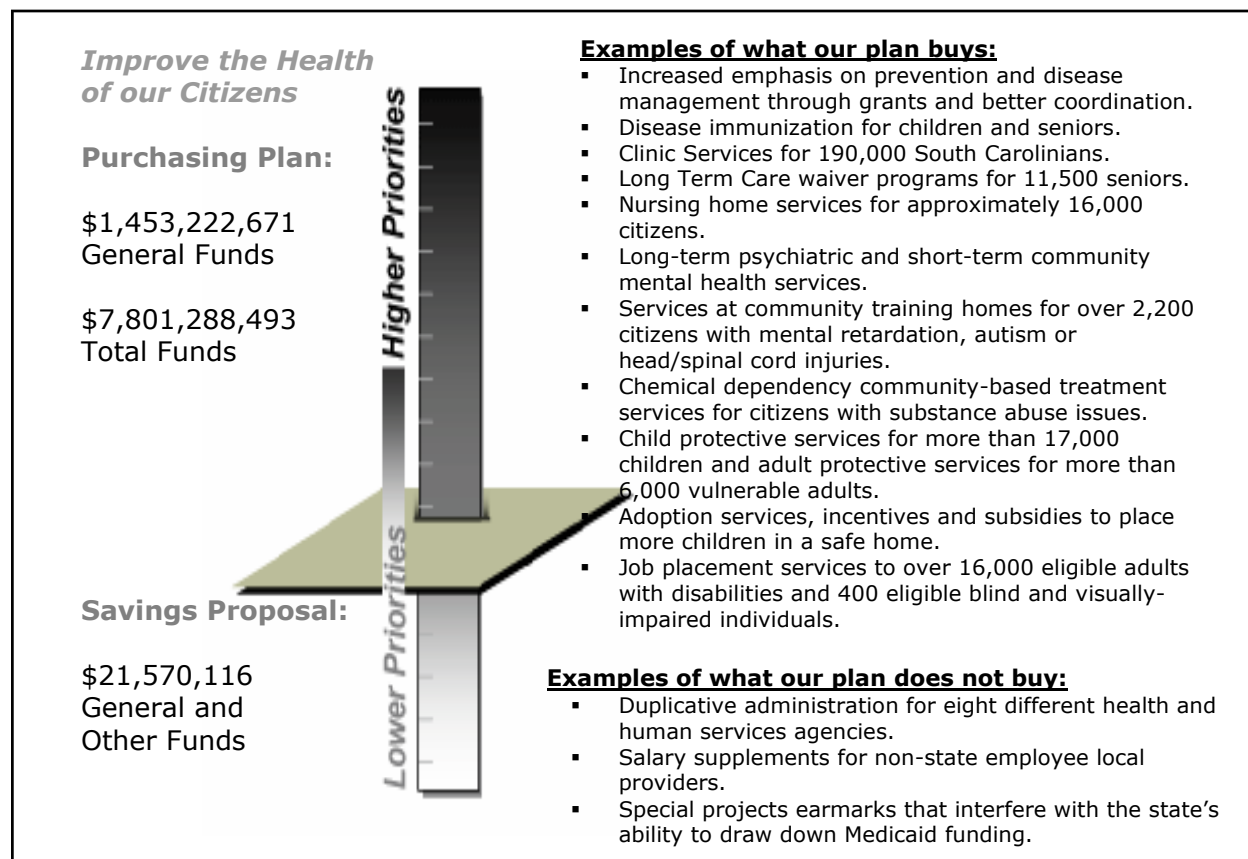 Improve the Health
of our Citizens
Purchasing Plan:
$1,453,222,671
General Funds
$7,801,288,493
Total Funds
Savings Proposal:
$21,570,116
General and
Other Funds
Higher Priorities
Lower Priorities
Examples of what our plan buys:
▪ Increased emphasis on prevention and disease
management through grants and better coordination.
▪ Disease immunization for children and seniors.
▪ Clinic Services for 190,000 South Carolinians.
▪ Long Term Care waiver programs for 11,500 seniors.
▪ Nursing home services for approximately 16,000
citizens.
▪ Long-term psychiatric and short-term community
mental health services.
▪ Services at community training homes for over 2,200
citizens with mental retardation, autism or
head/spinal cord injuries.
▪ Chemical dependency community-based treatment
services for citizens with substance abuse issues.
▪ Child protective services for more than 17,000
children and adult protective services for more than
6,000 vulnerable adults.
▪ Adoption services, incentives and subsidies to place
more children in a safe home.
▪ Job placement services to over 16,000 eligible adults
with disabilities and 400 eligible blind and visually-
impaired individuals.
Examples of what our plan does not buy:
▪ Duplicative administration for eight different health and
human services agencies.
▪ Salary supplements for non-state employee local
providers.
▪ Special projects earmarks that interfere with the state’s
ability to draw down Medicaid funding.